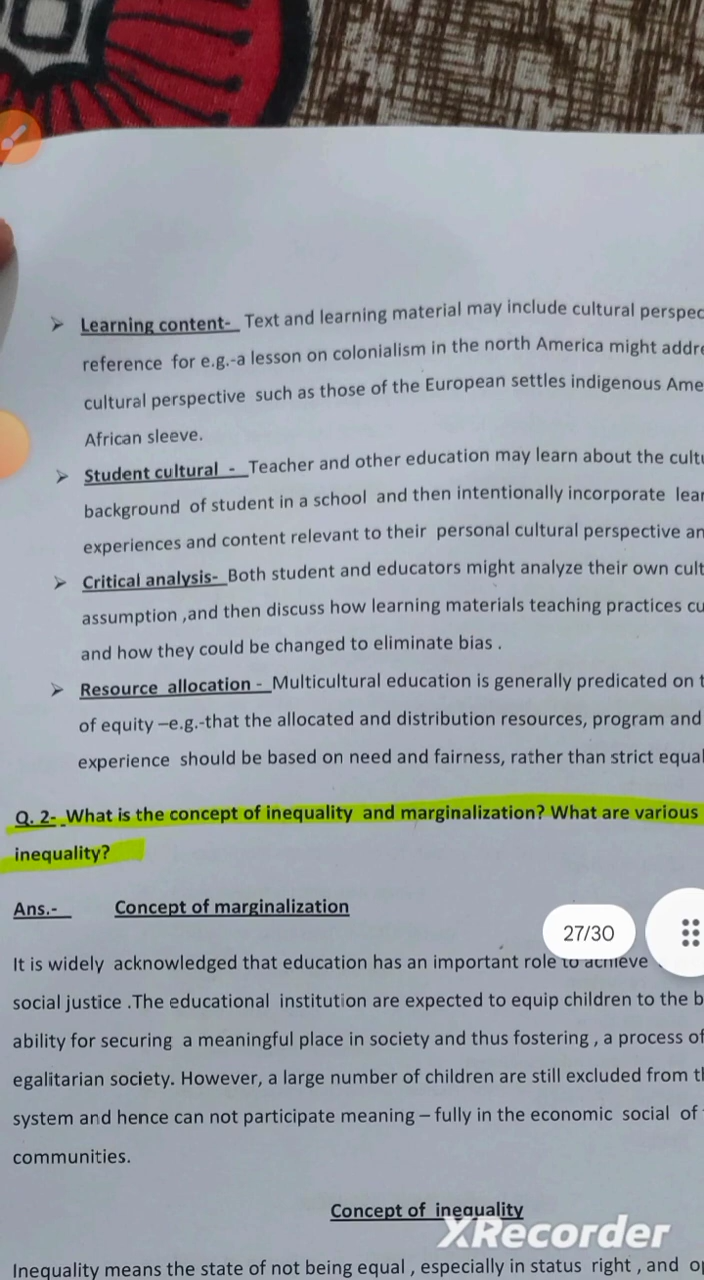 ➢ Learning content- Text and learning material may include cultural perspec
reference for e.g.-a lesson on colonialism in the north America might addre
cultural perspective such as those of the European settles indigenous Ame
African sleeve.
➢ Student cultural - Teacher and other education may learn about the cultu
background of student in a school and then intentionally incorporate lear
experiences and content relevant to their personal cultural perspective an
➢ Critical analysis- Both student and educators might analyze their own cult
assumption ,and then discuss how learning materials teaching practices cu
and how they could be changed to eliminate bias .
➢ Resource allocation - Multicultural education is generally predicated on t
of equity –e.g.-that the allocated and distribution resources, program and
experience should be based on need and fairness, rather than strict equal
Q. 2- What is the concept of inequality and marginalization? What are various
inequality?
Ans.- Concept of marginalization
27/30
It is widely acknowledged that education has an important role to achieve
social justice .The educational institution are expected to equip children to the b
ability for securing a meaningful place in society and thus fostering , a process of
egalitarian society. However, a large number of children are still excluded from t
system and hence can not participate meaning – fully in the economic social of
communities.
Concept of inequality
XRecorder
Inequality means the state of not being equal , especially in status right , and op